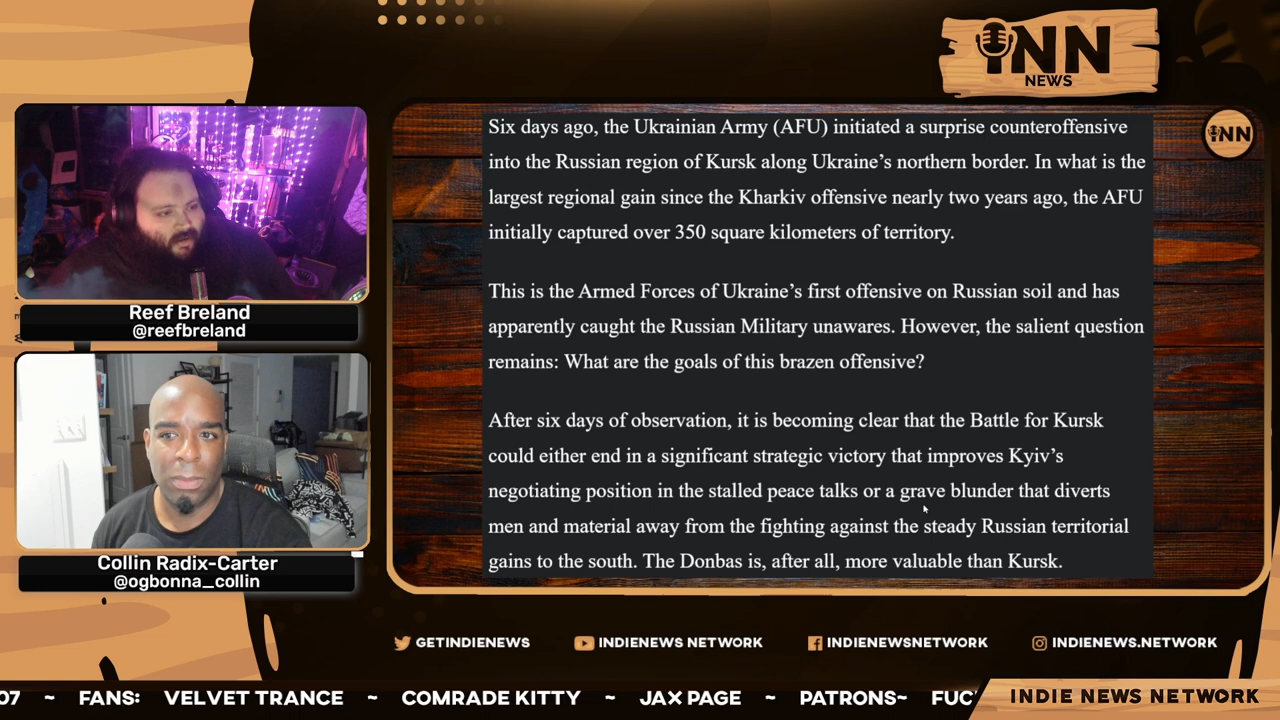 iNN
NEWS
iNN
Six days ago, the Ukrainian Army (AFU) initiated a surprise counteroffensive
into the Russian region of Kursk along Ukraine’s northern border. In what is the
largest regional gain since the Kharkiv offensive nearly two years ago, the AFU
initially captured over 350 square kilometers of territory.
This is the Armed Forces of Ukraine’s first offensive on Russian soil and has
apparently caught the Russian Military unawares. However, the salient question
remains: What are the goals of this brazen offensive?
After six days of observation, it is becoming clear that the Battle for Kursk
could either end in a significant strategic victory that improves Kyiv’s
negotiating position in the stalled peace talks or a grave blunder that diverts
men and material away from the fighting against the steady Russian territorial
gains to the south. The Donbas is, after all, more valuable than Kursk.
Reef Breland
@reefbreland
Collin Radix-Carter
@ogbonna_collin
GETINDIENEWS
INDIENEWS NETWORK
INDIENEWSNETWORK
INDIENEWS.NETWORK
07 ~ FANS: VELVET TRANCE ~ COMRADE KITTY ~ JAX PAGE ~ PATRONS~ FUC
INDIE NEWS NETWORK